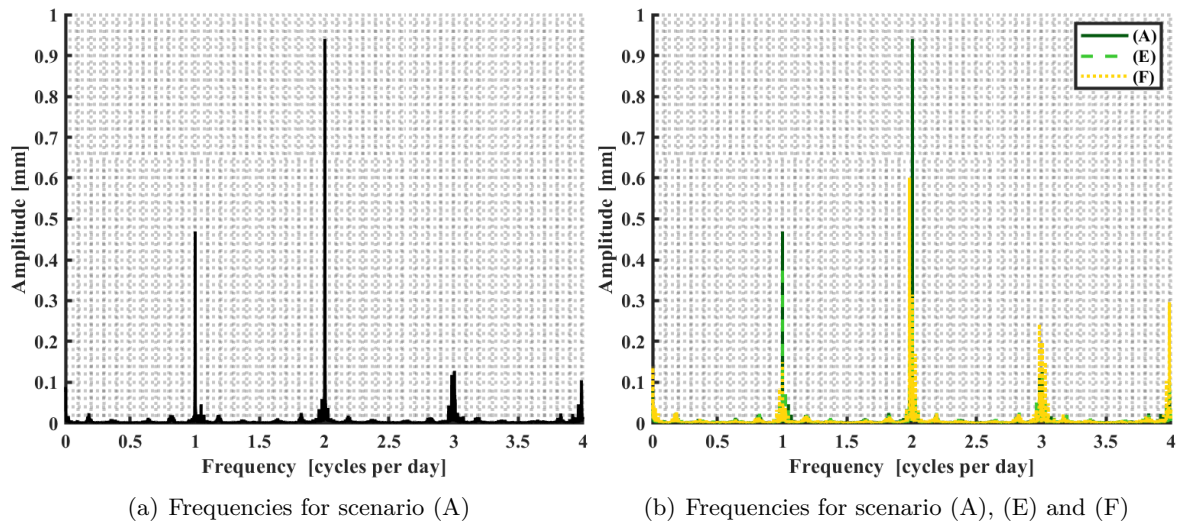 1
0.9
0.8
0.7
0.6
0.5
0.4
0.3
0.2
0.1
0
Amplitude [mm]
0 0.5 1 1.5 2 2.5 3 3.5 4
Frequency [cycles per day]
(a) Frequencies for scenario (A)
1
0.9
0.8
0.7
0.6
0.5
0.4
0.3
0.2
0.1
0
Amplitude [mm]
(A)
(E)
(F)
0 0.5 1 1.5 2 2.5 3 3.5 4
Frequency [cycles per day]
(b) Frequencies for scenario (A), (E) and (F)